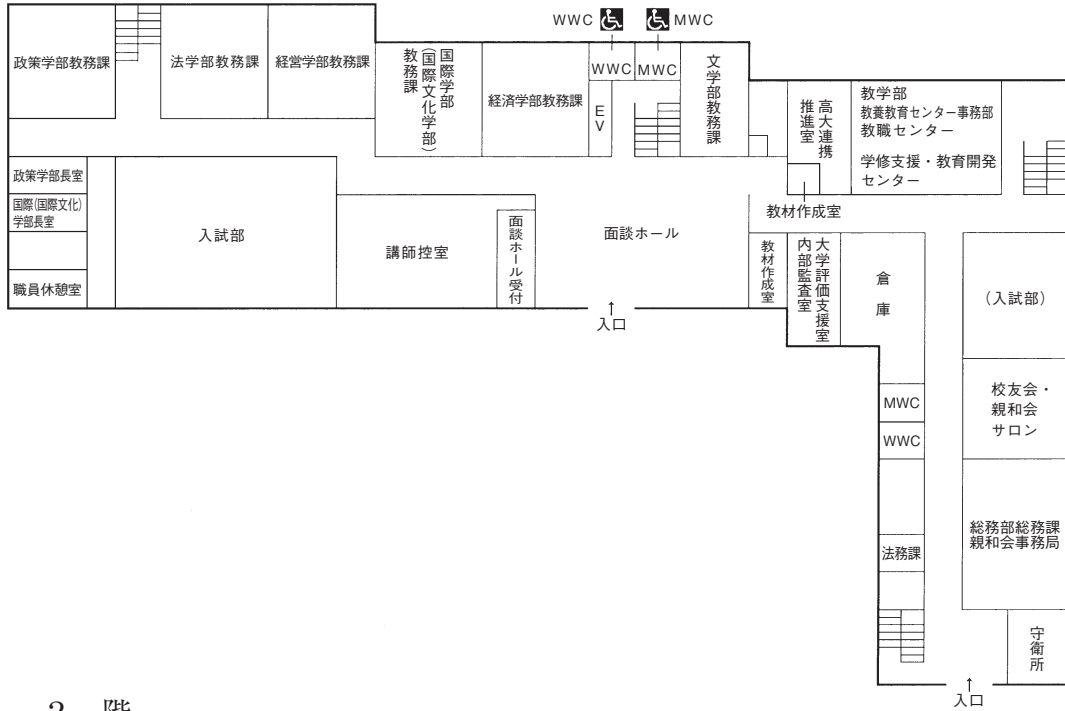 WWC
MWC
政策学部教務課
法学部教務課
経営学部教務課
国際学部
(国際文化学部)
教務課
経済学部教務課
WWC
MWC
EV
文学部教務課
高大連携
推進室
教学部
教養教育センター事務部
教職センター
学修支援・教育開発
センター
教材作成室
政策学部長室
国際(国際文化)
学部長室
職員休憩室
入試部
講師控室
面談ホール受付
面談ホール
↑
入口
教材作成室
大学評価支援室
内部監査室
倉庫
(入試部)
MWC
WWC
校友会・
親和会
サロン
法務課
総務部総務課
親和会事務局
守衛所
↑
入口